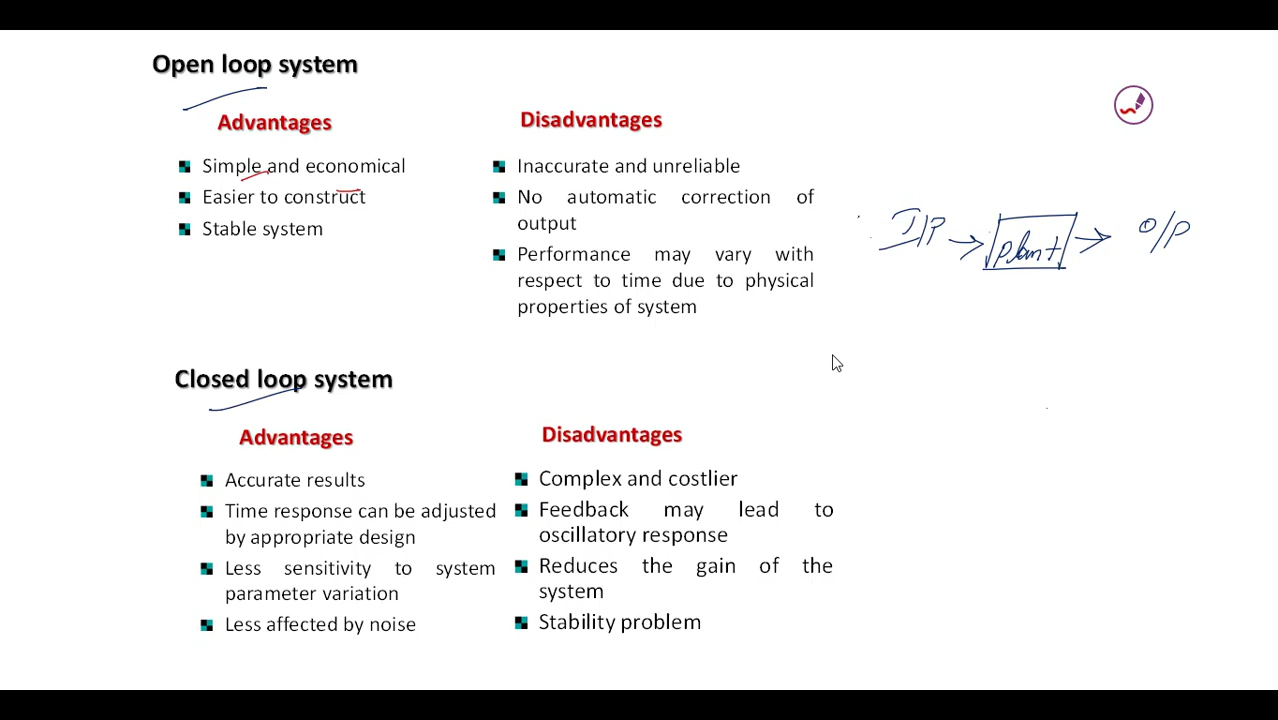 Open loop system
Advantages
Simple and economical
Easier to construct
Stable system
Disadvantages
Inaccurate and unreliable
No automatic correction of
output
Performance may vary with
respect to time due to physical
properties of system
I/P → plant → O/P
Closed loop system
Advantages
Accurate results
Time response can be adjusted
by appropriate design
Less sensitivity to system
parameter variation
Less affected by noise
Disadvantages
Complex and costlier
Feedback may lead to
oscillatory response
Reduces the gain of the
system
Stability problem